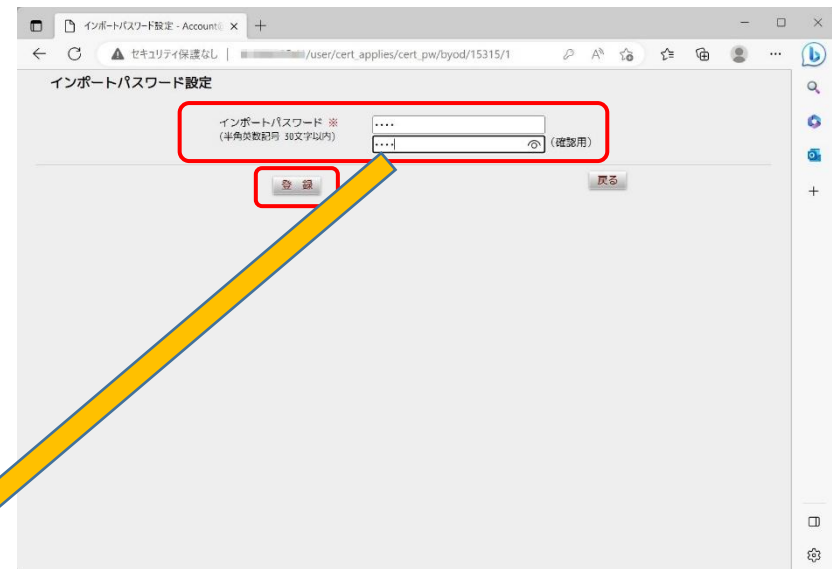 インポートパスワード設定 - Account
セキュリティ保護なし | /user/cert_applies/cert_pw/byod/15315/1
インポートパスワード設定
インポートパスワード ※
(半角英数記号 30文字以内)
(確認用)
登 録
戻る